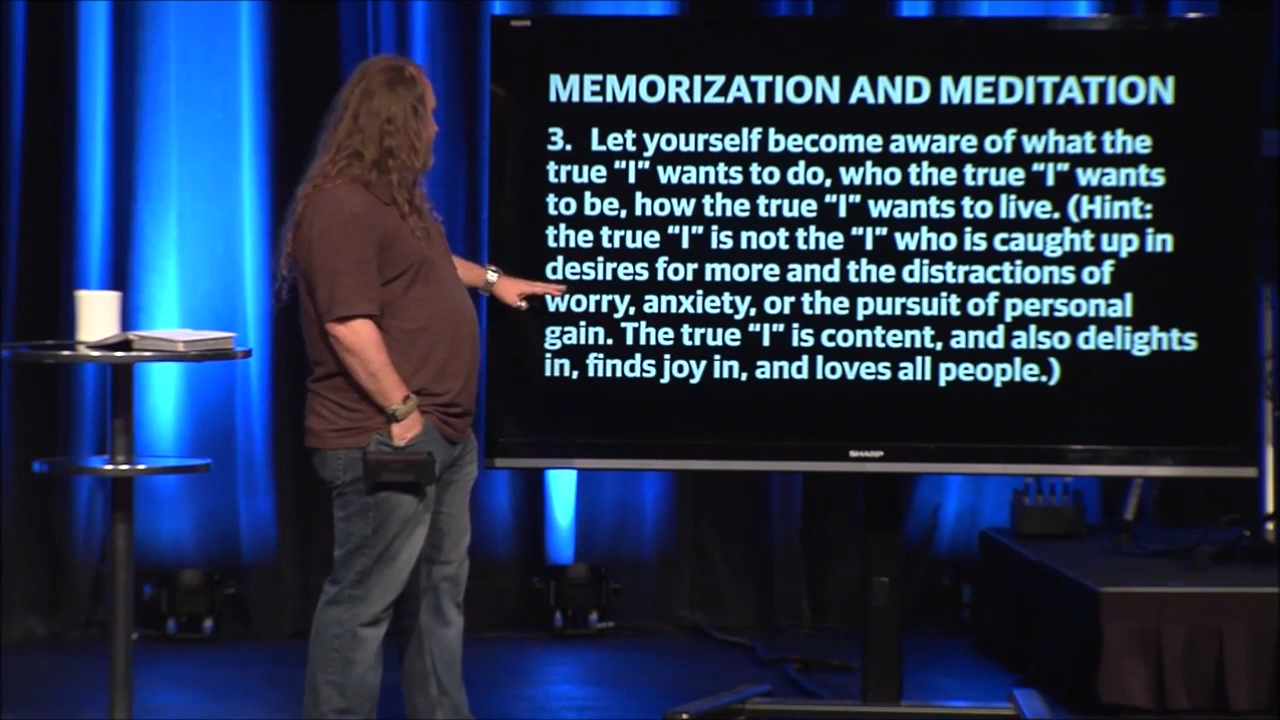 MEMORIZATION AND MEDITATION
3. Let yourself become aware of what the
true “I” wants to do, who the true “I” wants
to be, how the true “I” wants to live. (Hint:
the true “I” is not the “I” who is caught up in
desires for more and the distractions of
worry, anxiety, or the pursuit of personal
gain. The true “I” is content, and also delights
in, finds joy in, and loves all people.)
SHARP